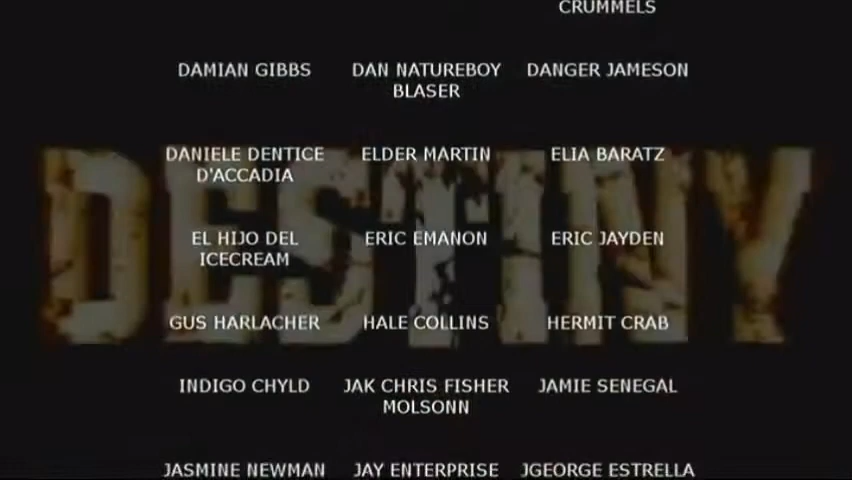 CRUMMELS
DAMIAN GIBBS DAN NATUREBOY DANGER JAMESON
BLASER
DANIELE DENTICE ELDER MARTIN ELIA BARATZ
D'ACCADIA
DESTINY
EL HIJO DEL ERIC EMANON ERIC JAYDEN
ICECREAM
GUS HARLACHER HALE COLLINS HERMIT CRAB
INDIGO CHYLD JAK CHRIS FISHER JAMIE SENEGAL
MOLSONN
JASMINE NEWMAN JAY ENTERPRISE JGEORGE ESTRELLA